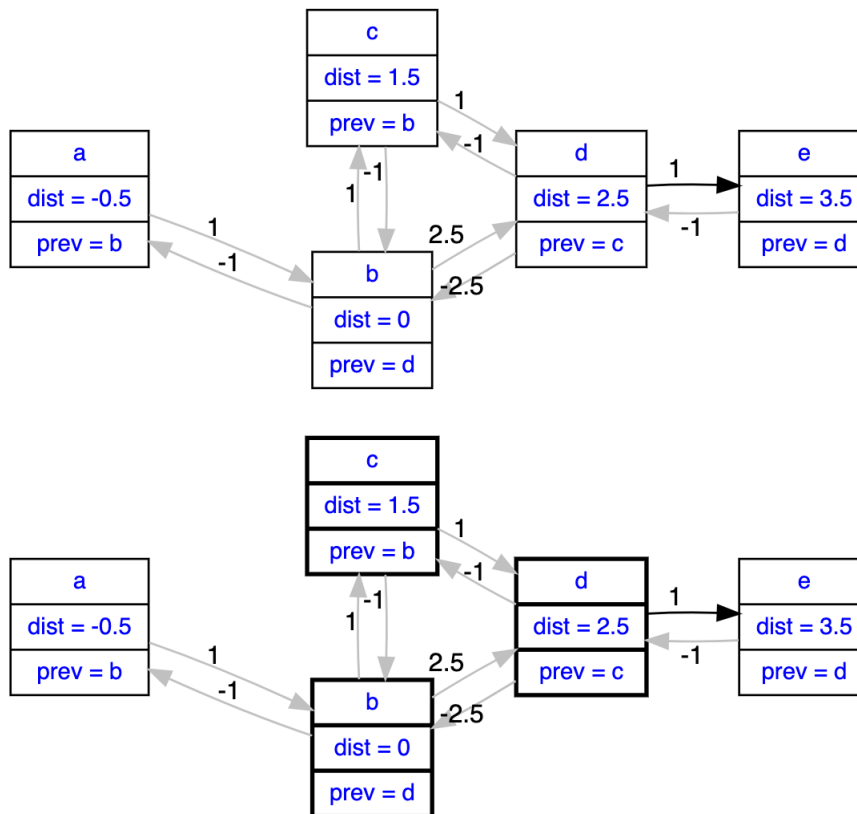 c
dist = 1.5
prev = b
1
-1
a
dist = -0.5
prev = b
1
-1
1
-1
d
dist = 2.5
prev = c
1
-1
e
dist = 3.5
prev = d
2.5
-2.5
b
dist = 0
prev = d
c
dist = 1.5
prev = b
1
-1
a
dist = -0.5
prev = b
1
-1
1
-1
d
dist = 2.5
prev = c
1
-1
e
dist = 3.5
prev = d
2.5
-2.5
b
dist = 0
prev = d